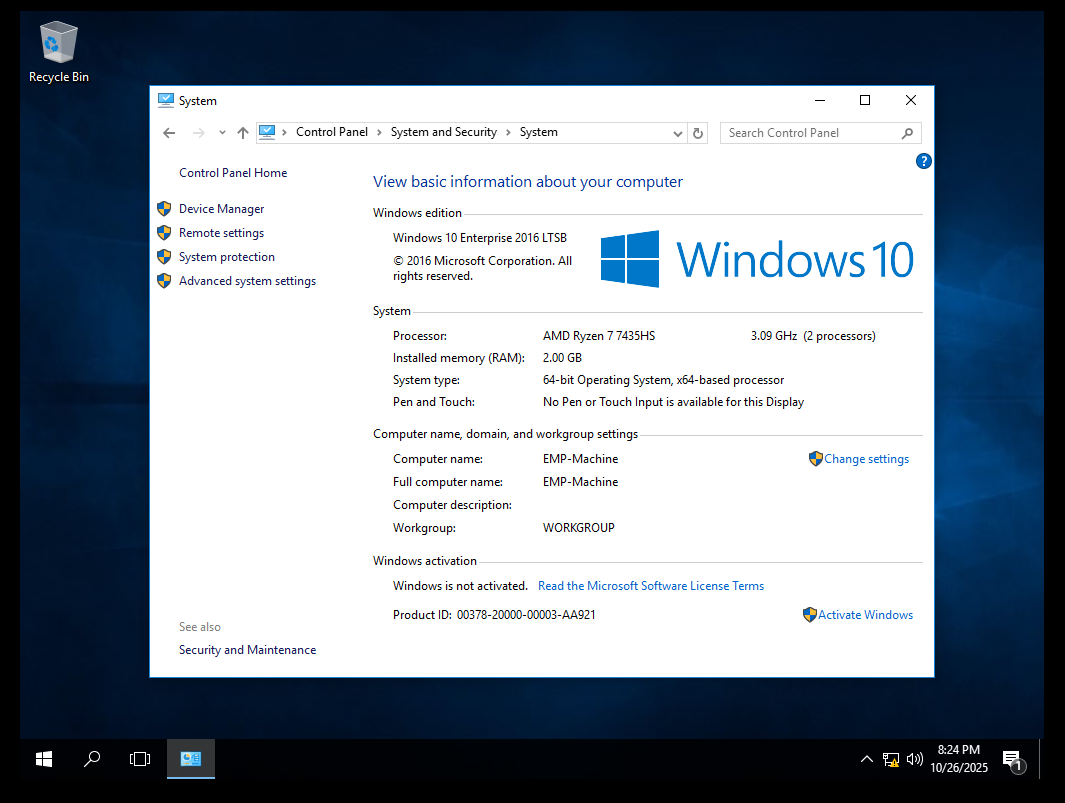 Recycle Bin
System
Control Panel > System and Security > System
Search Control Panel
?
Control Panel Home
Device Manager
Remote settings
System protection
Advanced system settings
See also
Security and Maintenance
View basic information about your computer
Windows edition
Windows 10 Enterprise 2016 LTSB
© 2016 Microsoft Corporation. All
rights reserved.
Windows 10
System
Processor: AMD Ryzen 7 7435HS 3.09 GHz (2 processors)
Installed memory (RAM): 2.00 GB
System type: 64-bit Operating System, x64-based processor
Pen and Touch: No Pen or Touch Input is available for this Display
Computer name, domain, and workgroup settings
Computer name: EMP-Machine Change settings
Full computer name: EMP-Machine
Computer description:
Workgroup: WORKGROUP
Windows activation
Windows is not activated. Read the Microsoft Software License Terms
Product ID: 00378-20000-00003-AA921 Activate Windows
8:24 PM
10/26/2025
1